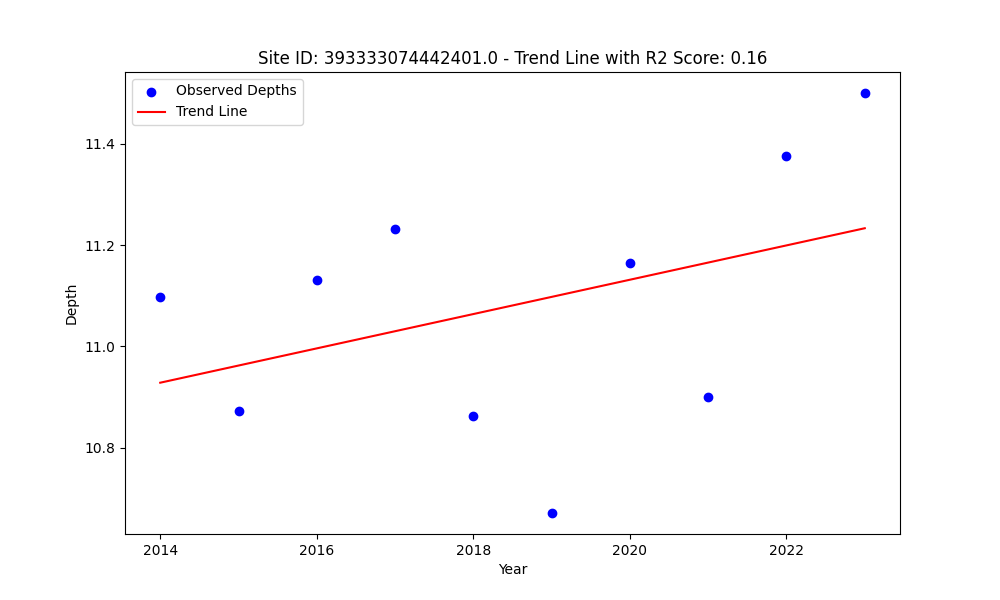 Site ID: 393333074442401.0 - Trend Line with R2 Score: 0.16
Observed Depths
Trend Line
11.4
11.2
11.0
10.8
Depth
2014
2016
2018
2020
2022
Year